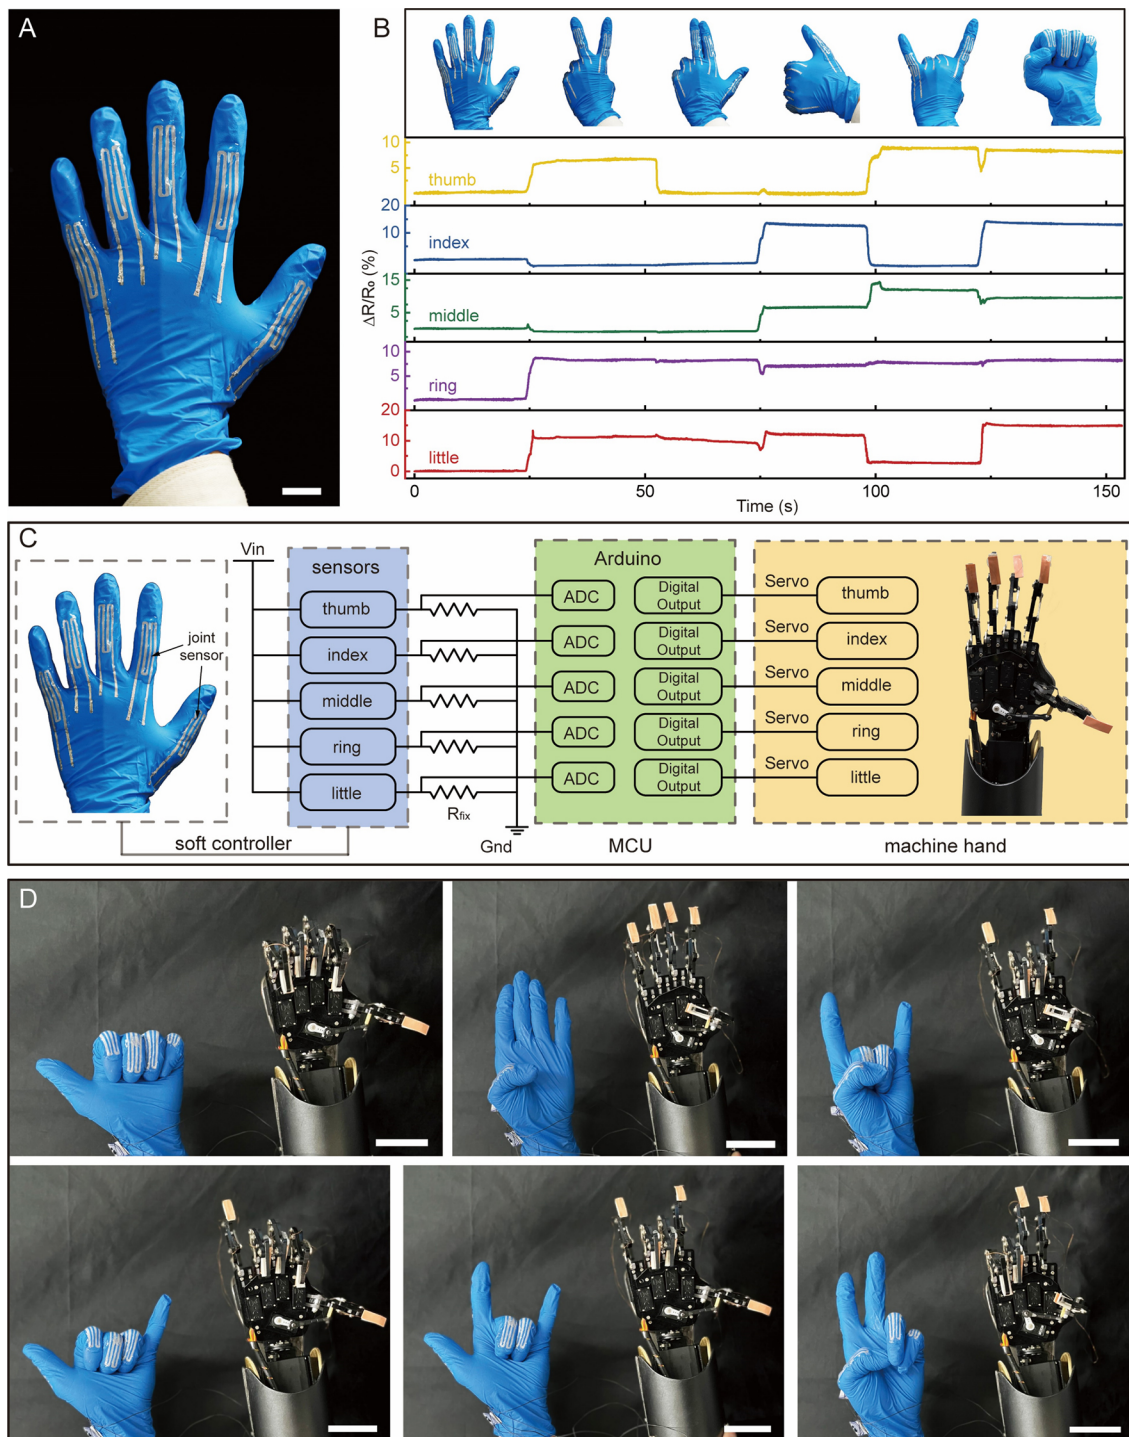 A
B
10
5
thumb
20
10
index
15
5
middle
10
5
ring
20
10
0
little
ΔR/R₀ (%)
0
50
100
150
Time (s)
C
Vin
sensors
thumb
index
middle
ring
little
joint
sensor
soft controller
Rfix
Gnd
Arduino
ADC
Digital
Output
ADC
Digital
Output
ADC
Digital
Output
ADC
Digital
Output
ADC
Digital
Output
MCU
Servo
thumb
Servo
index
Servo
middle
Servo
ring
Servo
little
machine hand
D